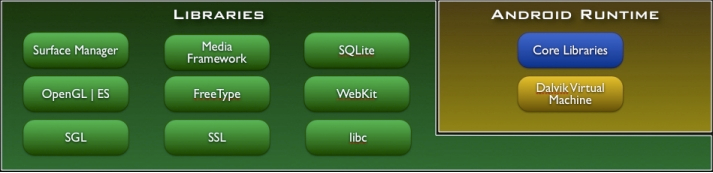 LIBRARIES
Surface Manager
Media
Framework
SQLite
OpenGL | ES
FreeType
WebKit
SGL
SSL
libc
ANDROID RUNTIME
Core Libraries
Dalvik Virtual
Machine